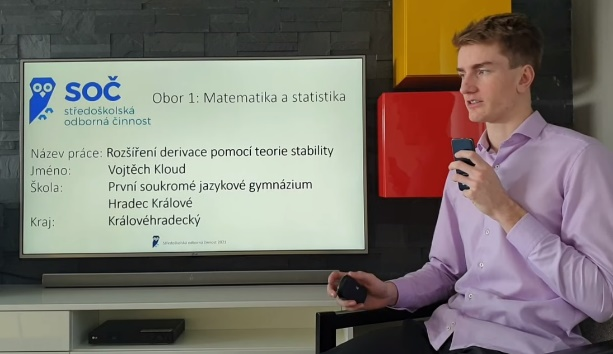 SOČ
středoškolská
odborná činnost
Obor 1: Matematika a statistika
Název práce: Rozšíření derivace pomocí teorie stability
Jméno: Vojtěch Kloud
Škola: První soukromé jazykové gymnázium
Hradec Králové
Kraj: Královéhradecký